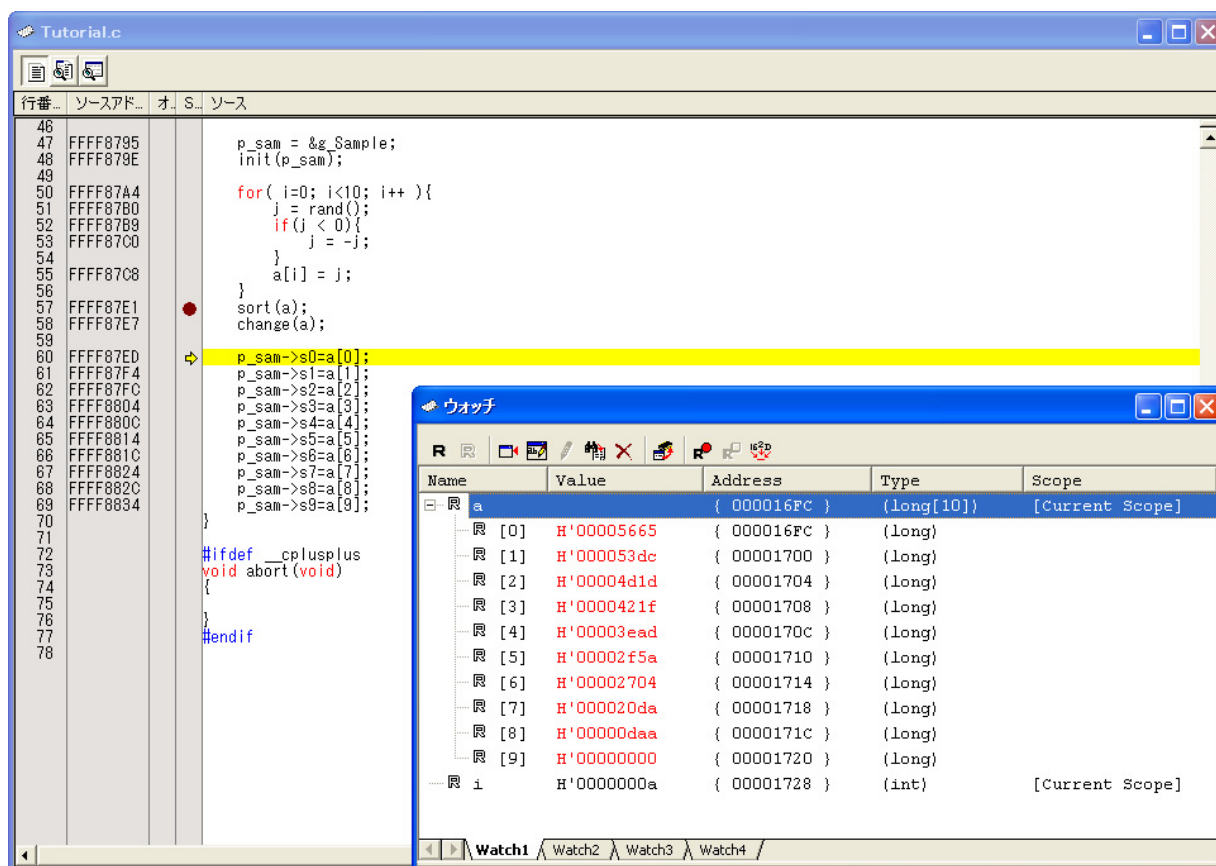 Tutorial.c
行番... ソースアド... オ. S.. ソース
46
47 FFFF8795 p_sam = &g_Sample;
48 FFFF879E init(p_sam);
49
50 FFFF87A4 for( i=0; i<10; i++ ){
51 FFFF87B0 j = rand();
52 FFFF87B9 if(j < 0){
53 FFFF87C0 j = -j;
54 }
55 FFFF87C8 a[i] = j;
56 }
57 FFFF87E1 sort(a);
58 FFFF87E7 change(a);
59
60 FFFF87ED p_sam->s0=a[0];
61 FFFF87F4 p_sam->s1=a[1];
62 FFFF87FC p_sam->s2=a[2];
63 FFFF8804 p_sam->s3=a[3];
64 FFFF880C p_sam->s4=a[4];
65 FFFF8814 p_sam->s5=a[5];
66 FFFF881C p_sam->s6=a[6];
67 FFFF8824 p_sam->s7=a[7];
68 FFFF882C p_sam->s8=a[8];
69 FFFF8834 p_sam->s9=a[9];
70 }
71
72 #ifdef __cplusplus
73 void abort(void)
74 {
75
76 }
77 #endif
78
ウォッチ
Name Value Address Type Scope
R a { 000016FC } (long[10]) [Current Scope]
R [0] H'00005665 { 000016FC } (long)
R [1] H'000053dc { 00001700 } (long)
R [2] H'00004d1d { 00001704 } (long)
R [3] H'0000421f { 00001708 } (long)
R [4] H'00003ead { 0000170C } (long)
R [5] H'00002f5a { 00001710 } (long)
R [6] H'00002704 { 00001714 } (long)
R [7] H'000020da { 00001718 } (long)
R [8] H'00000daa { 0000171C } (long)
R [9] H'00000000 { 00001720 } (long)
R i H'0000000a { 00001728 } (int) [Current Scope]
Watch1 Watch2 Watch3 Watch4